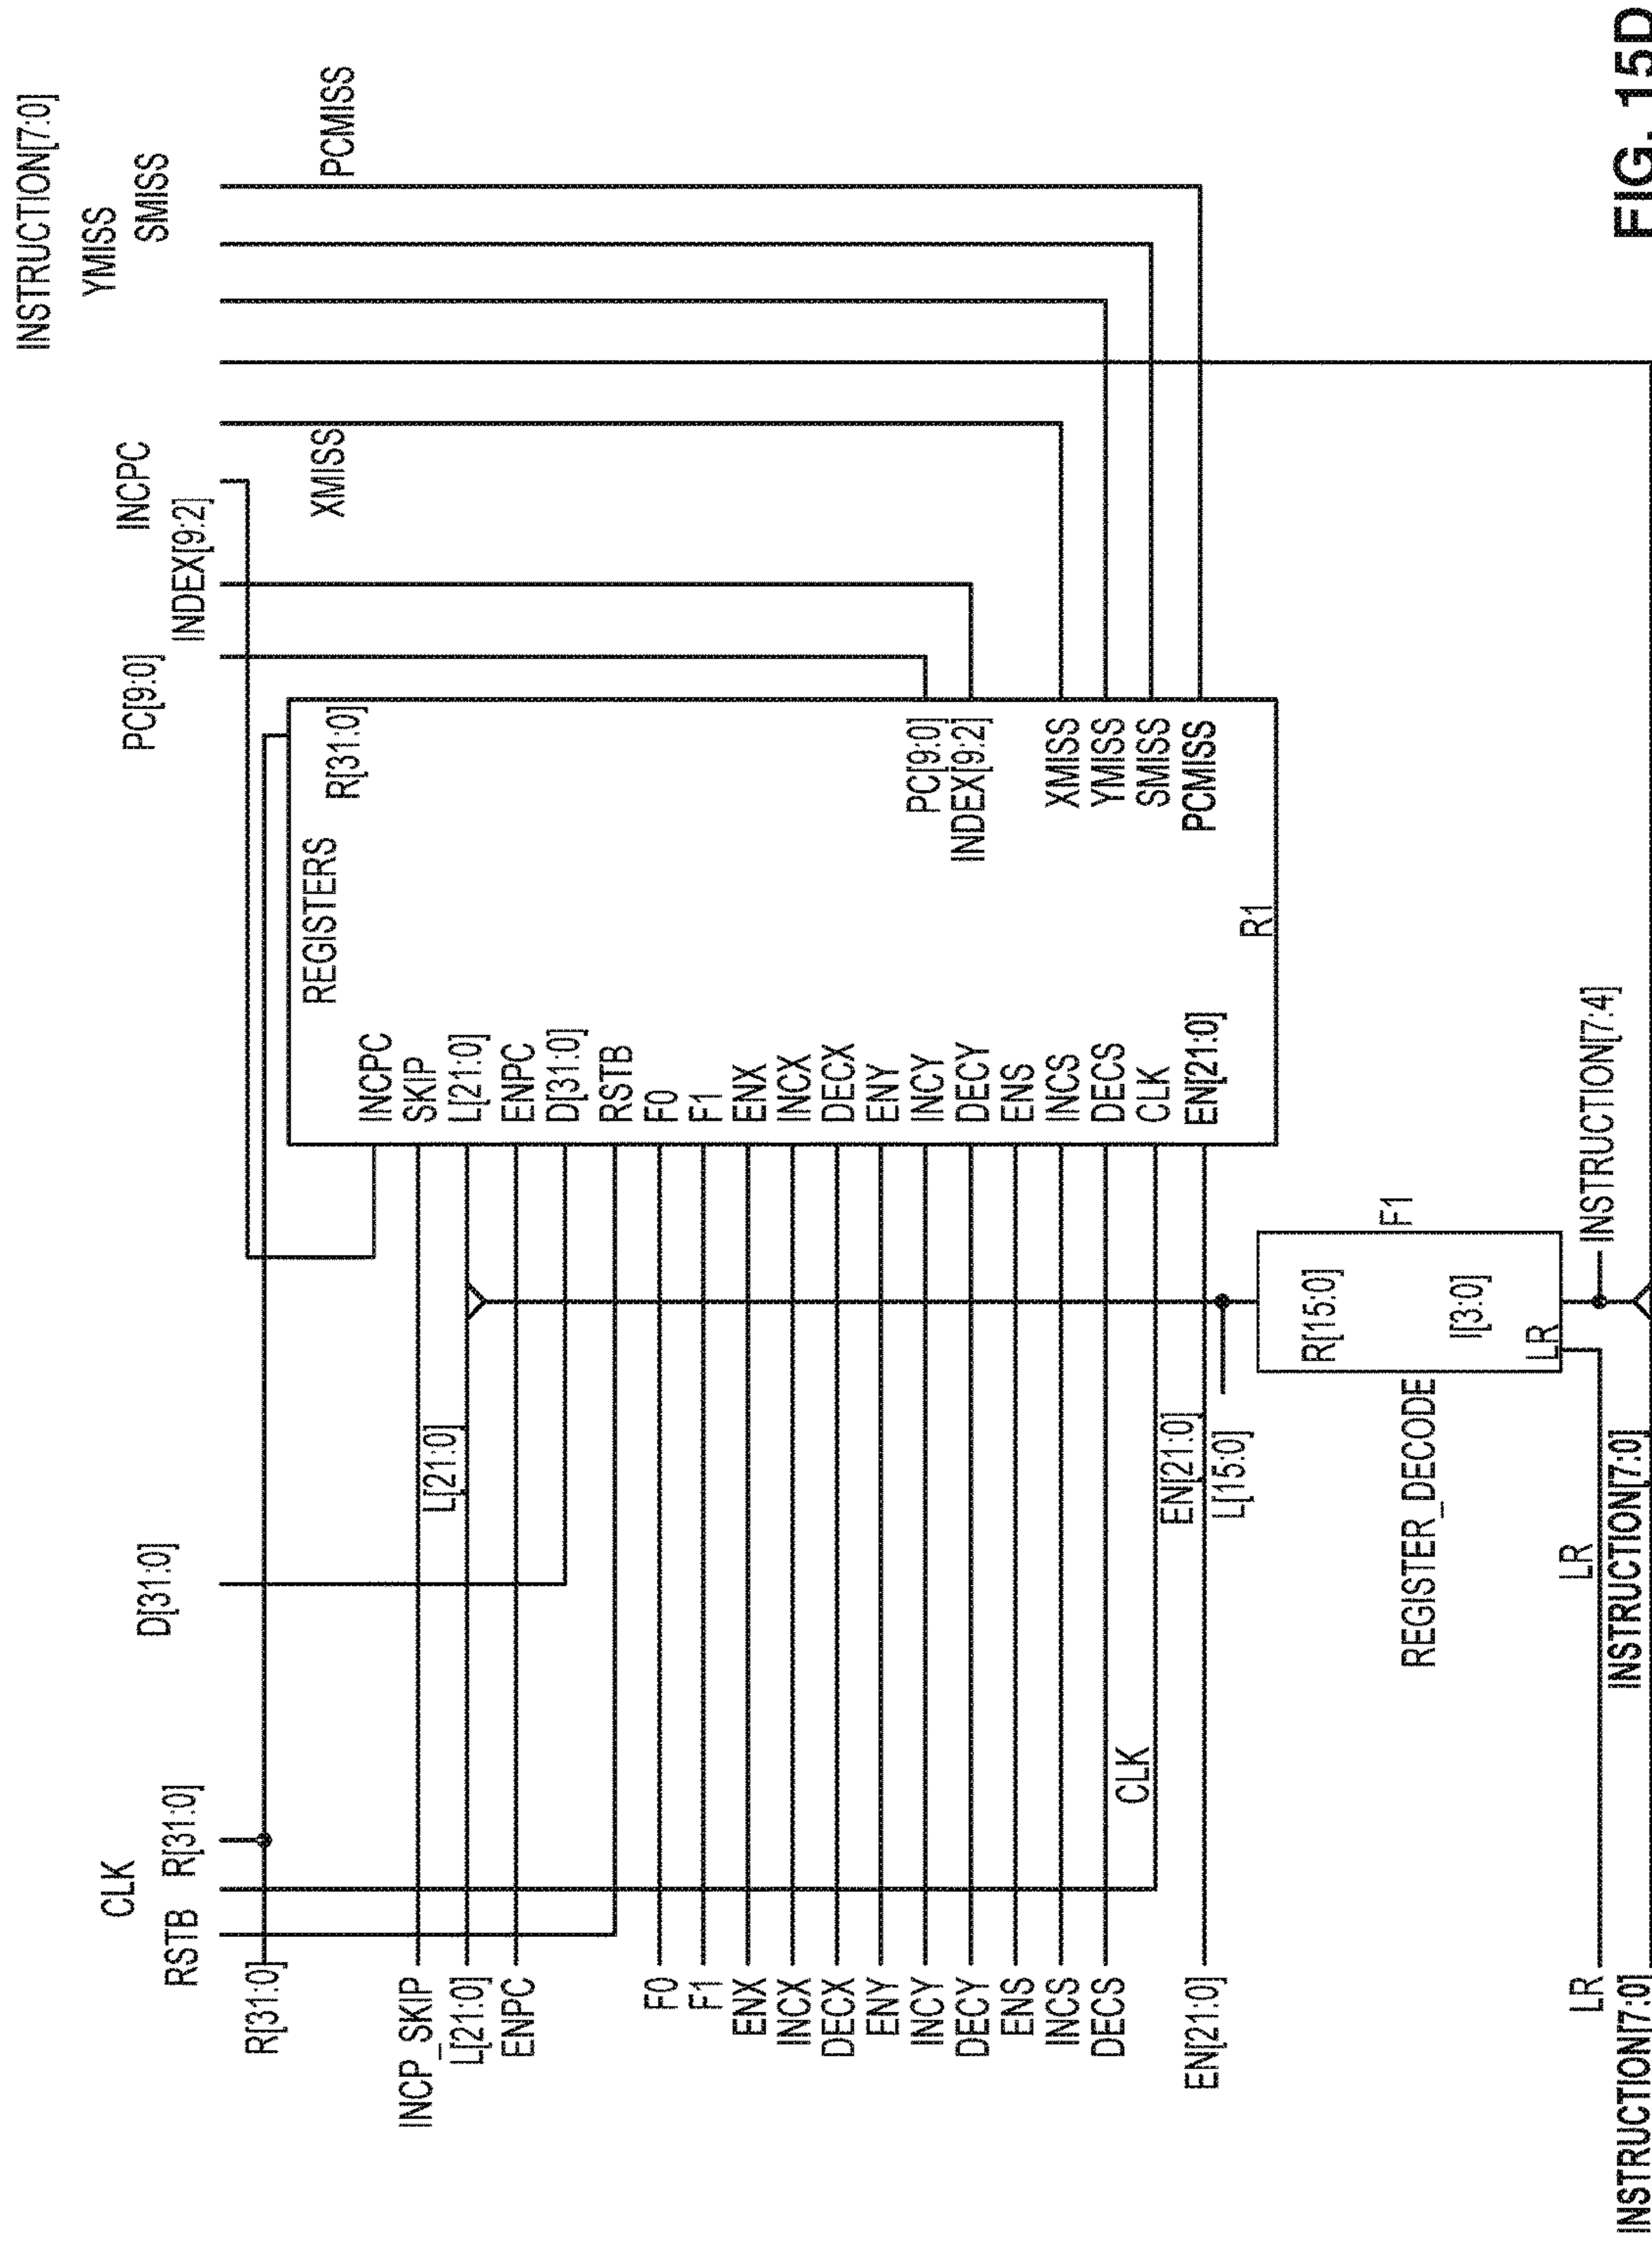 INSTRUCTION[7:0]
YMISS
SMISS
PCMISS
INCPC
INDEX[9:2]
XMISS
PC[9:0]
D[31:0]
CLK
RSTB
R[31:0]
R[31:0]
INCP_SKIP
L[21:0]
ENPC
F0
F1
ENX
INCX
DECX
ENY
INCY
DECY
ENS
INCS
DECS
EN[21:0]
LR
INSTRUCTION[7:0]
L[21:0]
CLK
EN[21:0]
L[15:0]
REGISTERS
R[31:0]
INCPC
SKIP
L[21:0]
ENPC
D[31:0]
RSTB
F0
F1
ENX
INCX
DECX
ENY
INCY
DECY
ENS
INCS
DECS
CLK
EN[21:0]
PC[9:0]
INDEX[9:2]
XMISS
YMISS
SMISS
PCMISS
R1
R[15:0]
I[3:0]
LR
F1
REGISTER_DECODE
LR
INSTRUCTION[7:0]
INSTRUCTION[7:4]
FIG. 15D